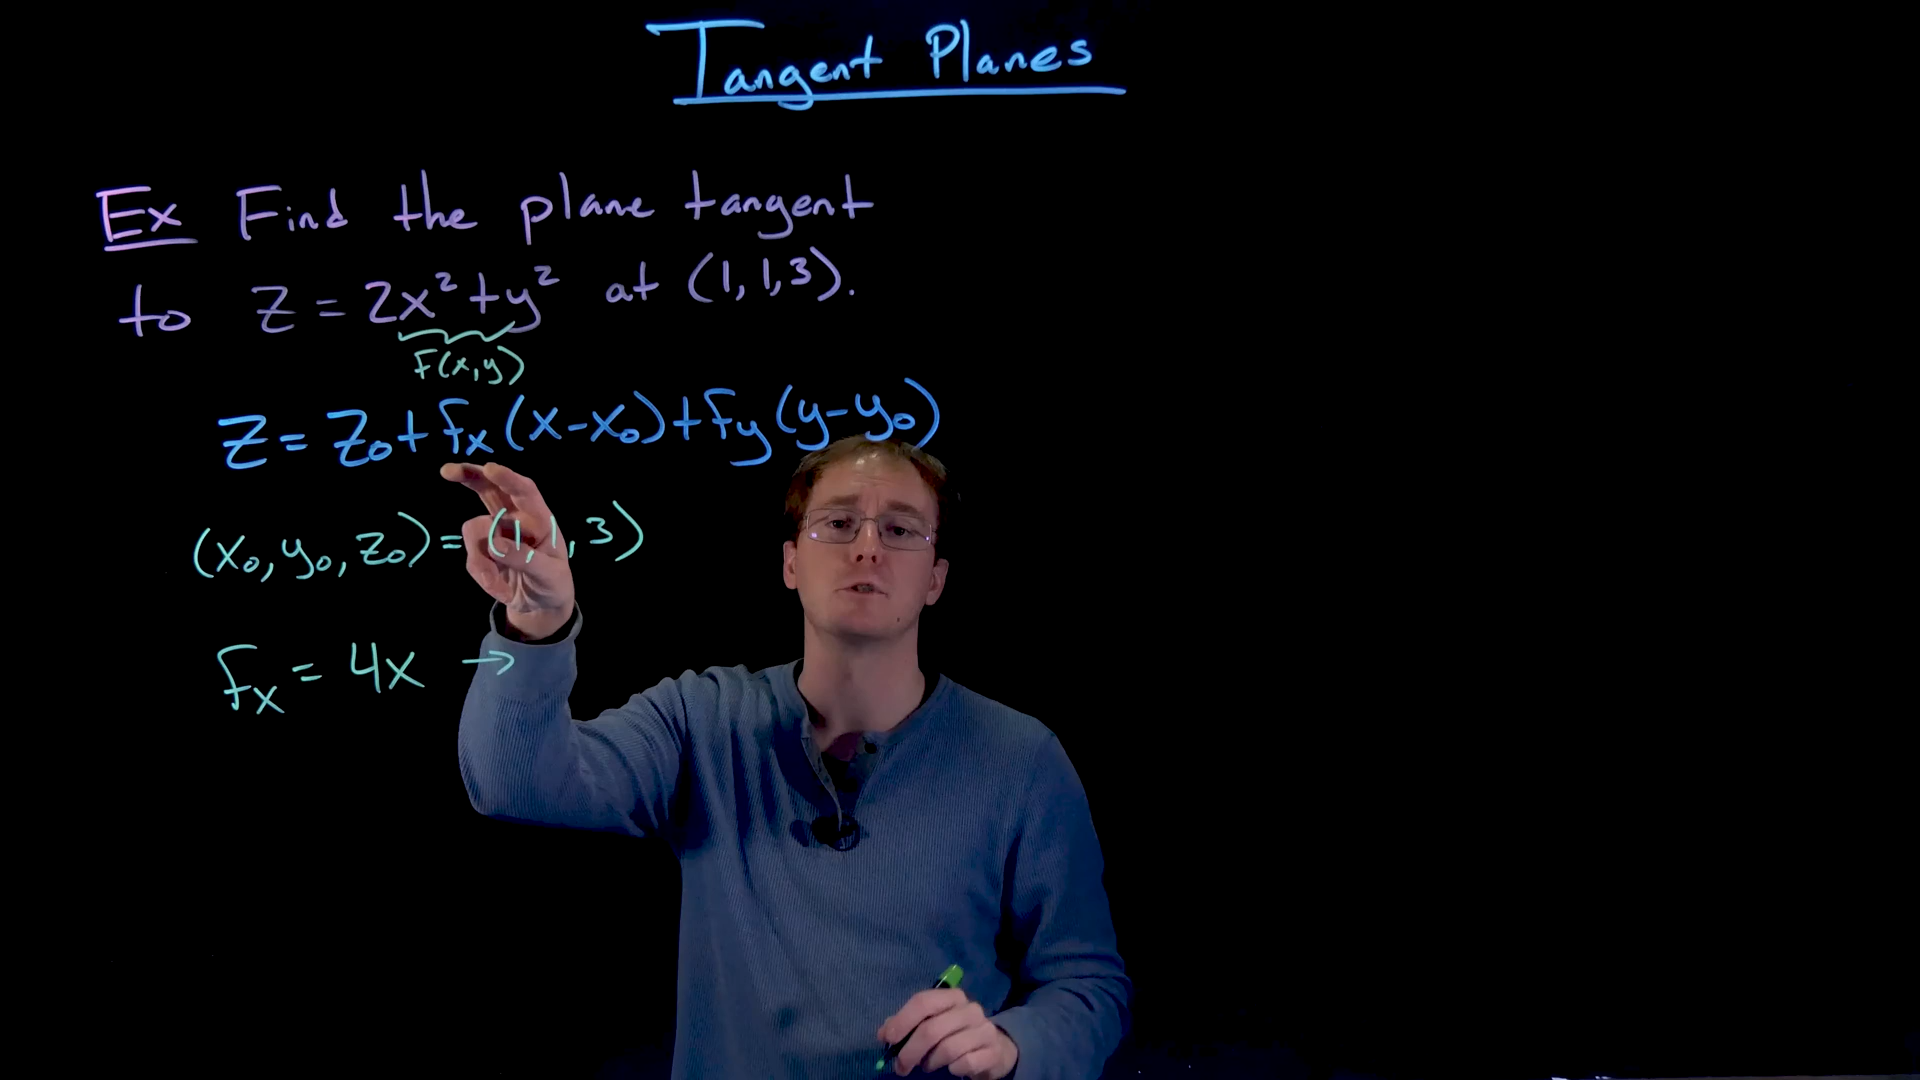 Tangent Planes
Ex Find the plane tangent
to z = 2x² + y² at (1, 1, 3).
f(x,y)
z = z₀ + fₓ(x-x₀) + f_y(y-y₀)
(x₀, y₀, z₀) = (1, 1, 3)
fₓ = 4x →